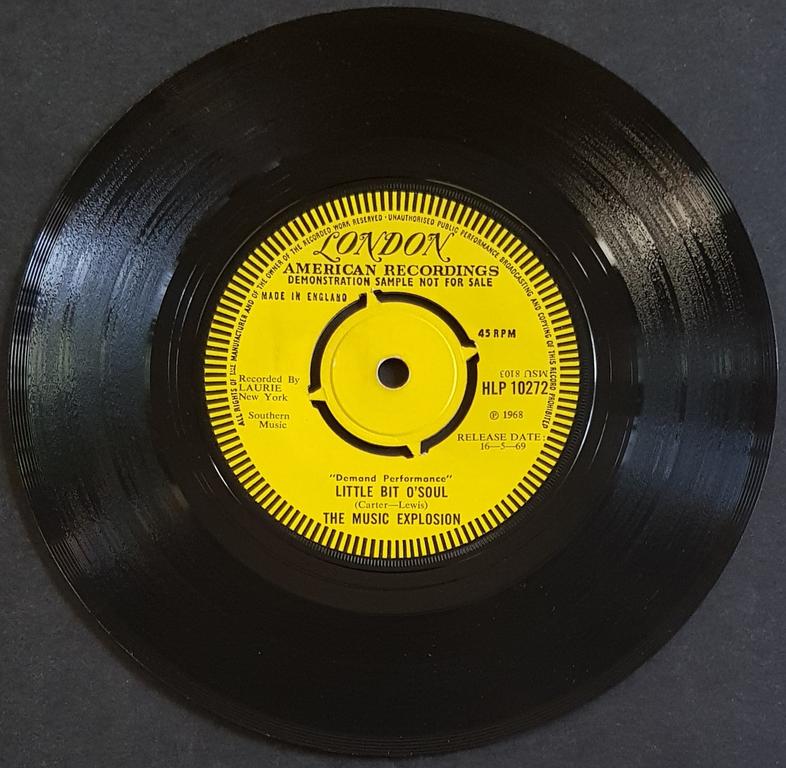 ALL RIGHTS OF THE MANUFACTURER AND OF THE OWNER OF THE RECORDED WORK RESERVED · UNAUTHORISED PUBLIC PERFORMANCE BROADCASTING AND COPYING OF THIS RECORD PROHIBITED
LONDON
AMERICAN RECORDINGS
DEMONSTRATION SAMPLE NOT FOR SALE
MADE IN ENGLAND
45 RPM
Recorded By
LAURIE
New York
MSU 8103
HLP 10272
Southern
Music
℗ 1968
RELEASE DATE:
16—5—69
"Demand Performance"
LITTLE BIT O'SOUL
(Carter—Lewis)
THE MUSIC EXPLOSION